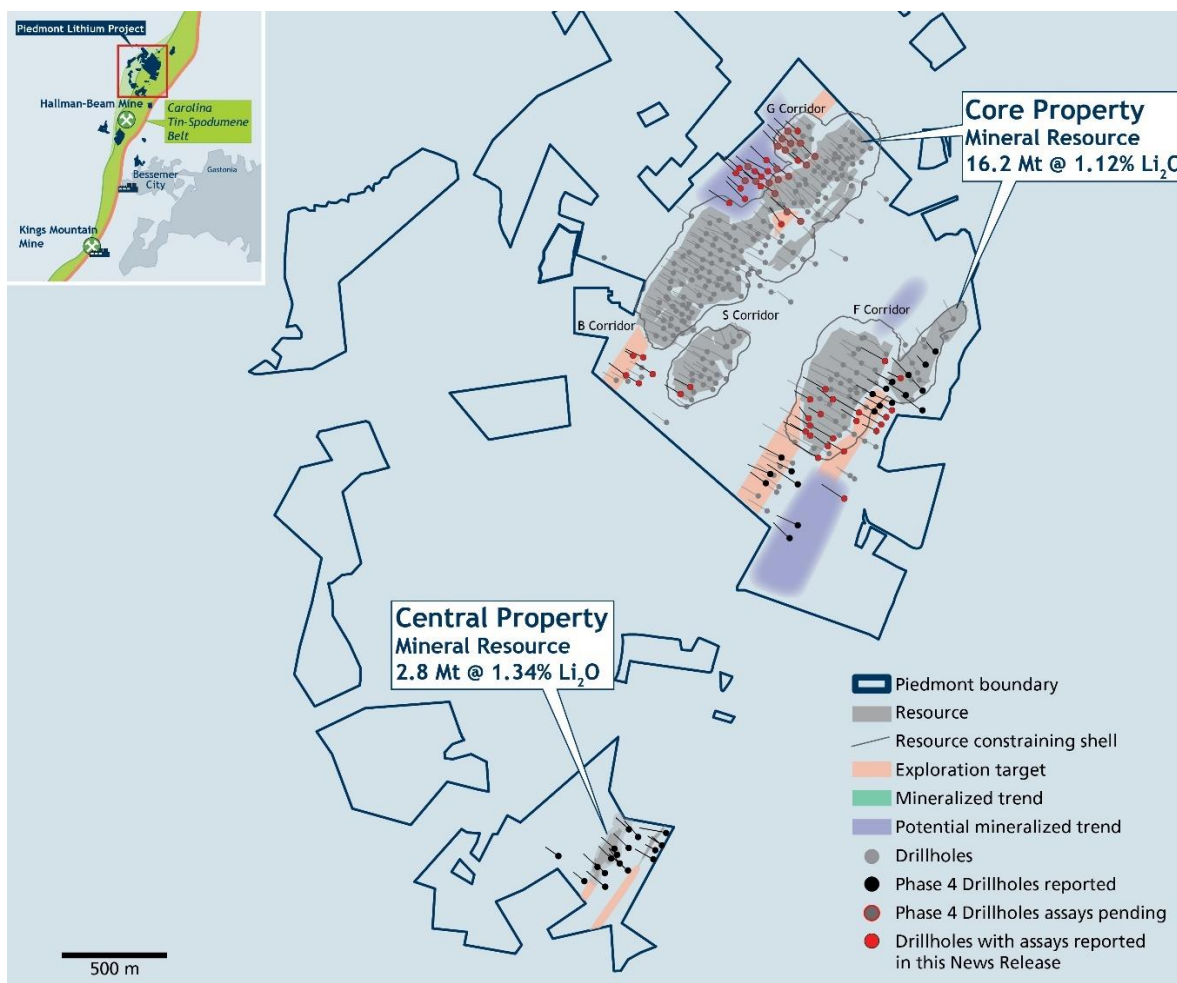 Piedmont Lithium Project
Hallman-Beam Mine
Carolina
Tin-Spodumene
Belt
Bessemer
City
Gastonia
Kings Mountain
Mine
G Corridor
Core Property
Mineral Resource
16.2 Mt @ 1.12% Li₂O
F Corridor
B Corridor
S Corridor
Central Property
Mineral Resource
2.8 Mt @ 1.34% Li₂O
Piedmont boundary
Resource
Resource constraining shell
Exploration target
Mineralized trend
Potential mineralized trend
Drillholes
Phase 4 Drillholes reported
Phase 4 Drillholes assays pending
Drillholes with assays reported
in this News Release
500 m